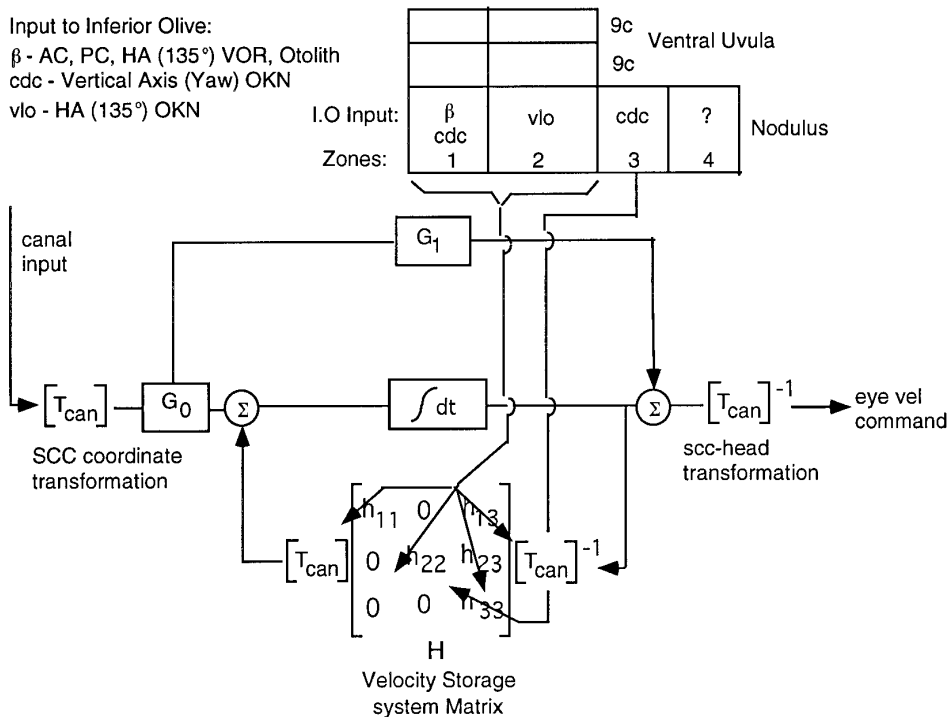 Input to Inferior Olive:
β - AC, PC, HA (135°) VOR, Otolith
cdc - Vertical Axis (Yaw) OKN
vlo - HA (135°) OKN
9c
Ventral Uvula
9c
I.O Input:
β
cdc
vlo
cdc
?
Nodulus
Zones:
1
2
3
4
canal
input
G1
[Tcan]
G0
Σ
∫ dt
Σ
[Tcan]-1
eye vel
command
SCC coordinate
transformation
scc-head
transformation
h11 0 h13
[Tcan]
0 h22 h23
[Tcan]-1
0 0 h33
H
Velocity Storage
system Matrix